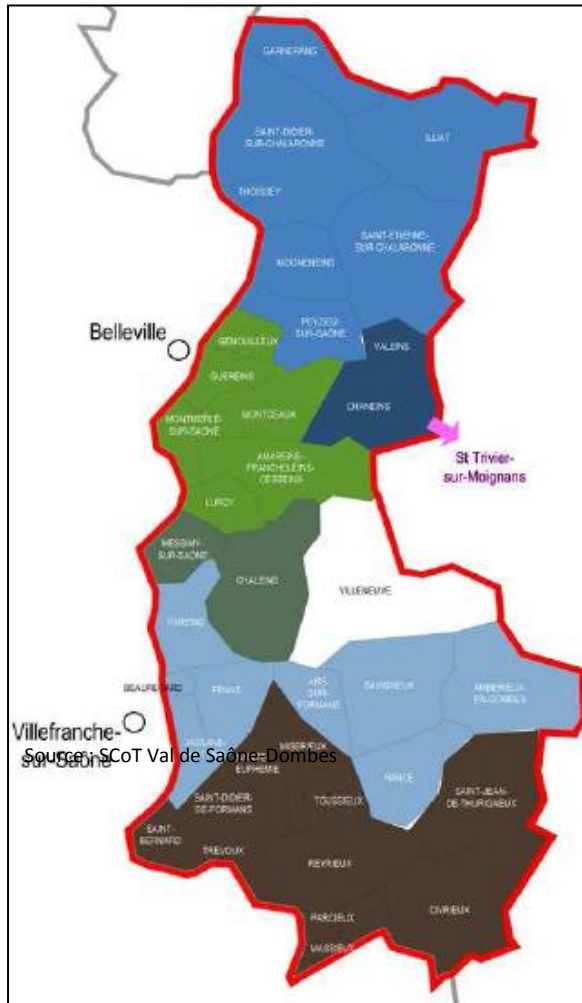 GARNERANS
SAINT-DIDIER-
SUR-CHALARONNE
ILLIAT
THOISSEY
SAINT-ETIENNE-
SUR-CHALARONNE
MOGNENEINS
PEYZIEUX-
SUR-SAÔNE
Belleville
GENOUILLEUX
VALEINS
GUEREINS
CHANEINS
MONTCEAUX
MONTMERLE-
SUR-SAÔNE
St Trivier-
sur-Moignans
AMAREINS-
FRANCHELEINS-
CESSEINS
LURCY
MESSIMY-
SUR-SAÔNE
CHALEINS
VILLENEUVE
FAREINS
BEAUREGARD
FRANS
ARS-
SUR-
FORMANS
SAVIGNEUX
AMBERIEUX-
EN-DOMBES
Villefranche-
sur-Saône
Source : SCoT Val de Saône-Dombes
MISERIEUX
EUPHEMIE
RANCE
SAINT-DIDIER-
DE-FORMANS
TOUSSIEUX
SAINT-JEAN-
DE-THURIGNEUX
SAINT-
BERNARD
TREVOUX
REYRIEUX
PARCIEUX
CIVRIEUX
MASSIEUX